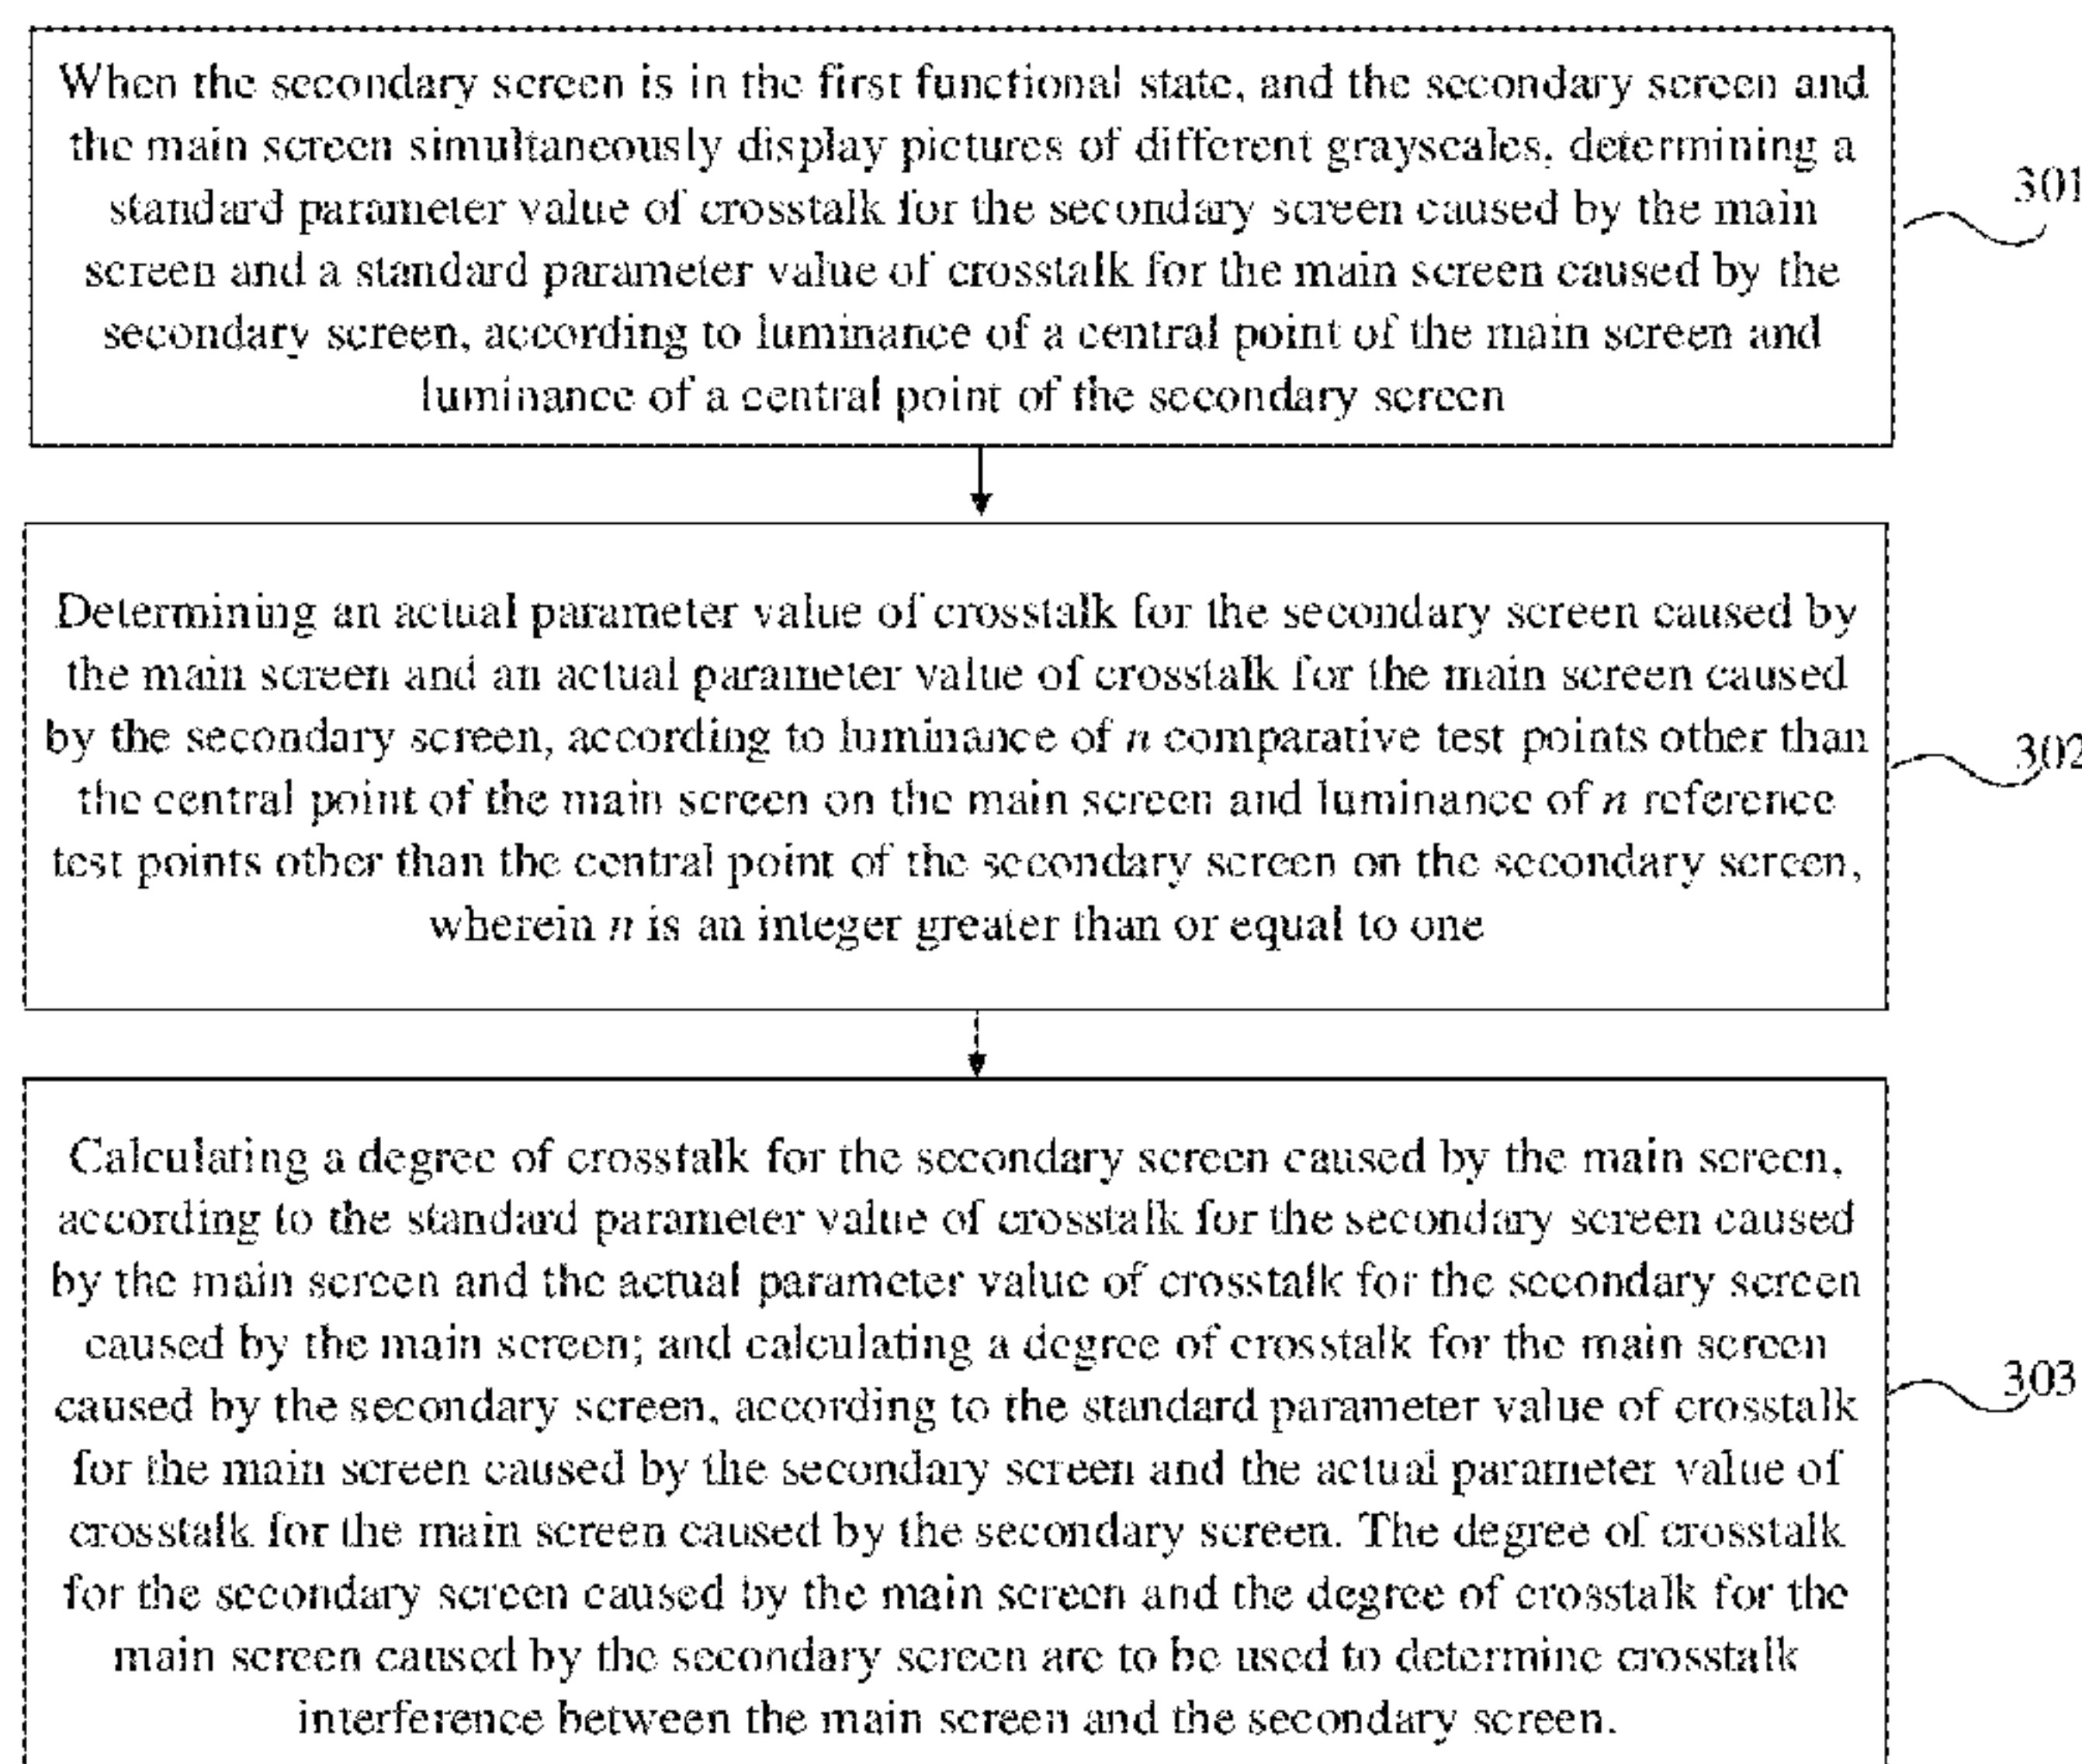 When the secondary screen is in the first functional state, and the secondary screen and
the main screen simultaneously display pictures of different grayscales, determining a
standard parameter value of crosstalk for the secondary screen caused by the main
screen and a standard parameter value of crosstalk for the main screen caused by the
secondary screen, according to luminance of a central point of the main screen and
luminance of a central point of the secondary screen
301
Determining an actual parameter value of crosstalk for the secondary screen caused by
the main screen and an actual parameter value of crosstalk for the main screen caused
by the secondary screen, according to luminance of n comparative test points other than
the central point of the main screen on the main screen and luminance of n reference
test points other than the central point of the secondary screen on the secondary screen,
wherein n is an integer greater than or equal to one
302
Calculating a degree of crosstalk for the secondary screen caused by the main screen,
according to the standard parameter value of crosstalk for the secondary screen caused
by the main screen and the actual parameter value of crosstalk for the secondary screen
caused by the main screen; and calculating a degree of crosstalk for the main screen
caused by the secondary screen, according to the standard parameter value of crosstalk
for the main screen caused by the secondary screen and the actual parameter value of
crosstalk for the main screen caused by the secondary screen. The degree of crosstalk
for the secondary screen caused by the main screen and the degree of crosstalk for the
main screen caused by the secondary screen are to be used to determine crosstalk
interference between the main screen and the secondary screen.
303